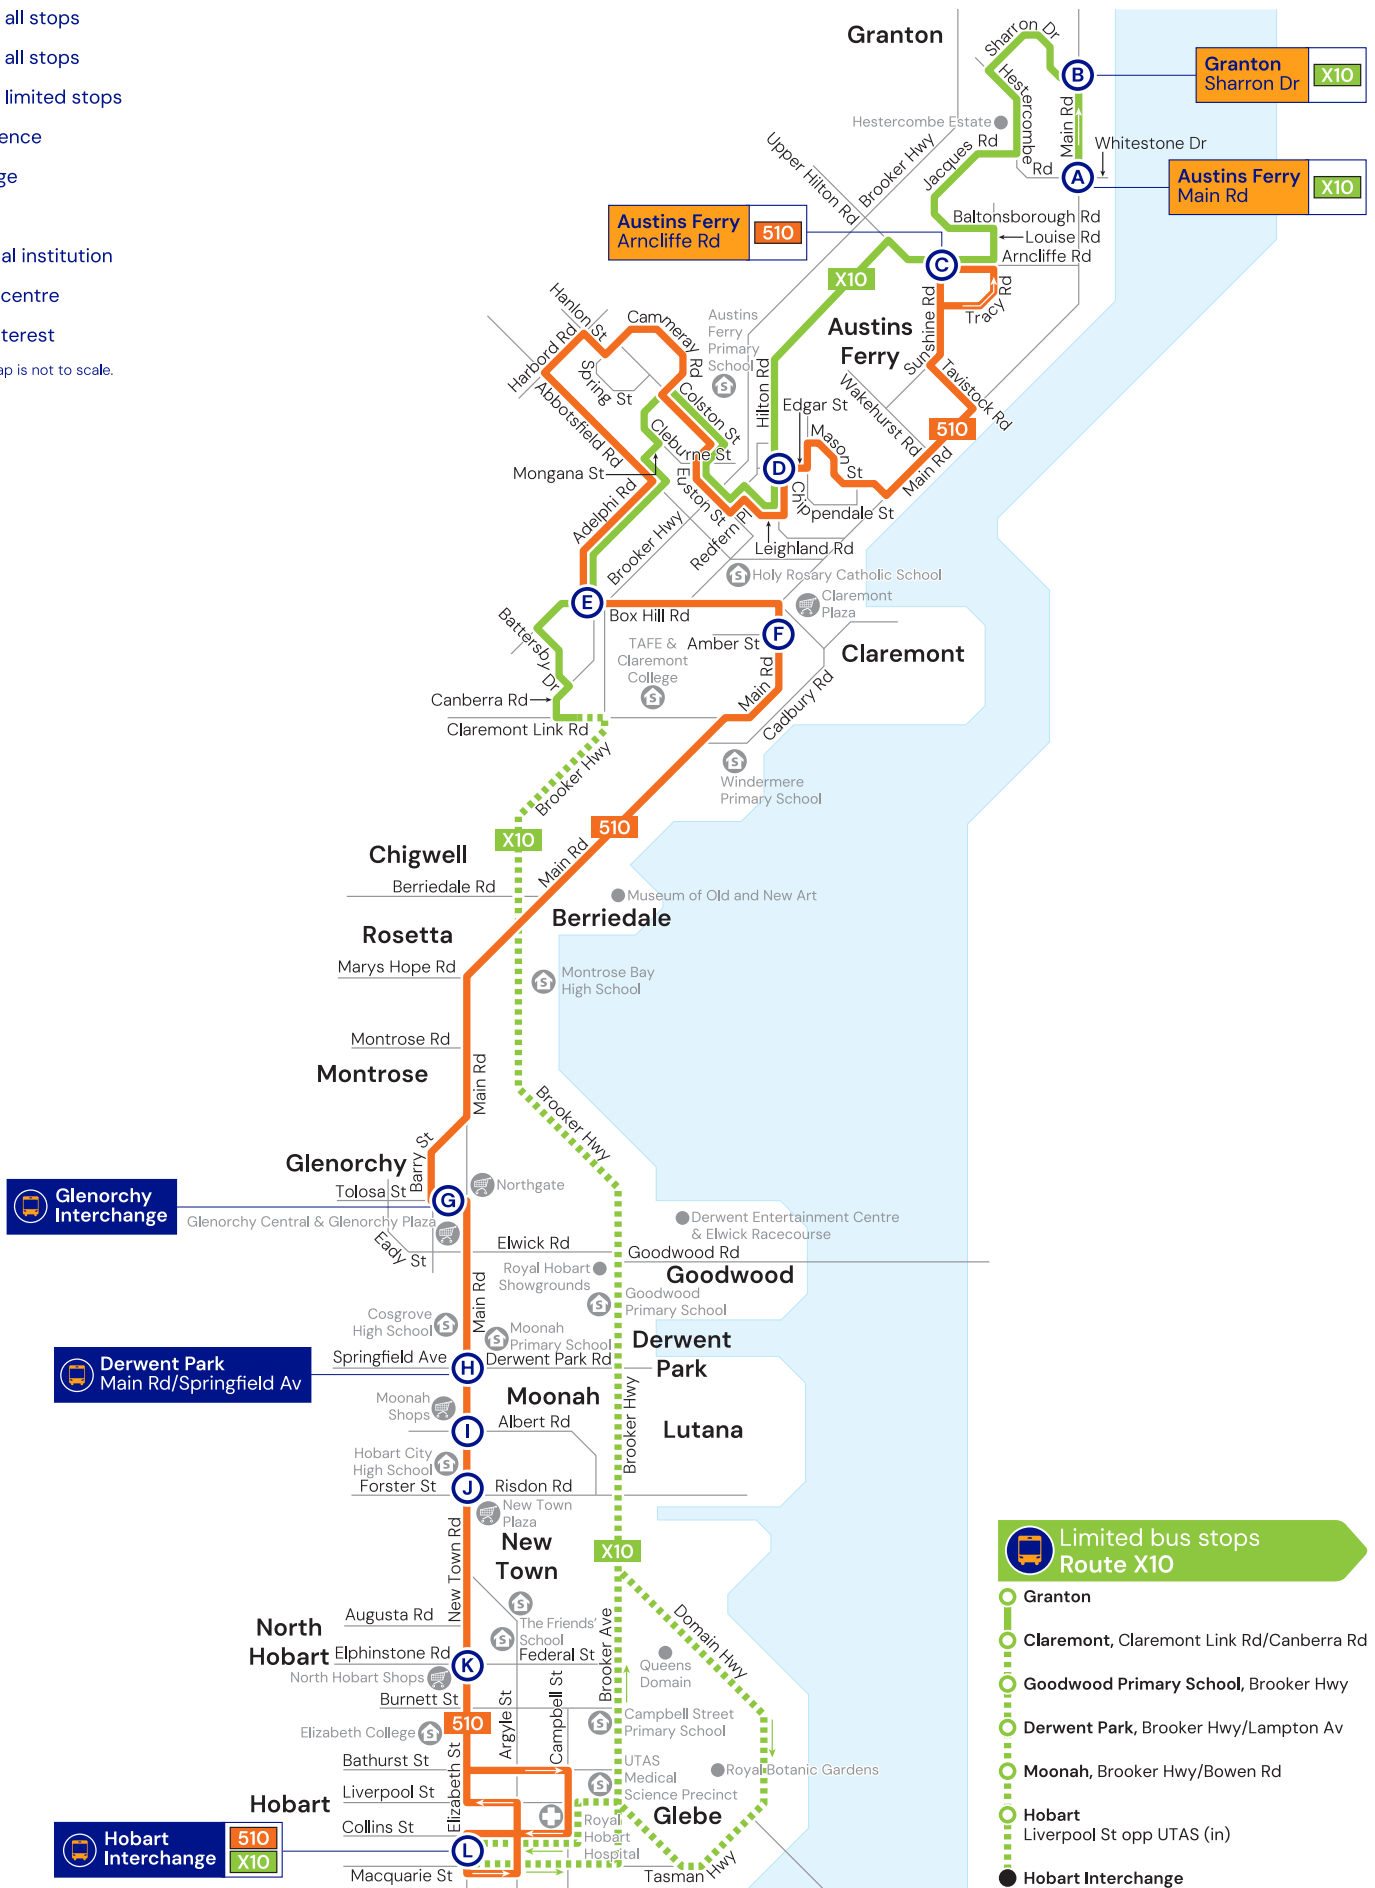 all stops
all stops
limited stops
ence
ge
al institution
centre
terest
ap is not to scale.
Granton
Sharron Dr
B
Granton
Sharron Dr
X10
Hestercombe
Rd
Main Rd
Hestercombe Estate
Whitestone Dr
A
Austins Ferry
Main Rd
X10
Jacques Rd
Brooker Hwy
Upper Hilton Rd
Austins Ferry
Arncliffe Rd
510
Baltonsborough Rd
Louise Rd
Arncliffe Rd
C
X10
Tracy Rd
Sunshine Rd
Austins
Ferry
Hanlon St
Cammeray Rd
Harbord Rd
Spring St
Abbotsfield Rd
Austins
Ferry
Primary
School
Hilton Rd
Wakehurst Rd
Tavistock Rd
510
Main Rd
Edgar St
Mason St
Colston St
Cleburne St
Mongana St
Euston St
D
Chippendale St
Adelphi Rd
Brooker Hwy
Redfern Pl
Leighland Rd
Holy Rosary Catholic School
Claremont
Plaza
E
Box Hill Rd
Amber St
F
Claremont
TAFE &
Claremont
College
Battersby Dr
Canberra Rd
Claremont Link Rd
Main Rd
Cadbury Rd
Windermere
Primary School
Brooker Hwy
X10
510
Chigwell
Main Rd
Berriedale Rd
Museum of Old and New Art
Berriedale
Rosetta
Marys Hope Rd
Montrose Bay
High School
Montrose Rd
Montrose
Main Rd
Brooker Hwy
Barry St
Glenorchy
Tolosa St
G
Northgate
Glenorchy
Interchange
Glenorchy Central & Glenorchy Plaza
Eady St
Elwick Rd
Derwent Entertainment Centre
& Elwick Racecourse
Goodwood Rd
Goodwood
Royal Hobart
Showgrounds
Goodwood
Primary School
Main Rd
Cosgrove
High School
Moonah
Primary School
Derwent
Park
Springfield Ave
H
Derwent Park Rd
Derwent Park
Main Rd/Springfield Av
Moonah
Moonah
Shops
I
Albert Rd
Lutana
Brooker Hwy
Hobart City
High School
Forster St
J
Risdon Rd
New Town
Plaza
New
Town
New Town Rd
X10
Augusta Rd
The Friends'
School
North
Hobart
Elphinstone Rd
K
Federal St
Brooker Ave
Domain Hwy
Queens
Domain
North Hobart Shops
Burnett St
Argyle St
Campbell St
Campbell Street
Primary School
Elizabeth College
510
Bathurst St
UTAS
Medical
Science Precinct
Royal Botanic Gardens
Liverpool St
Elizabeth St
Hobart
Glebe
Collins St
Royal
Hobart
Hospital
Hobart
Interchange
510
X10
L
Macquarie St
Tasman Hwy
Limited bus stops
Route X10
Granton
Claremont, Claremont Link Rd/Canberra Rd
Goodwood Primary School, Brooker Hwy
Derwent Park, Brooker Hwy/Lampton Av
Moonah, Brooker Hwy/Bowen Rd
Hobart
Liverpool St opp UTAS (in)
Hobart Interchange